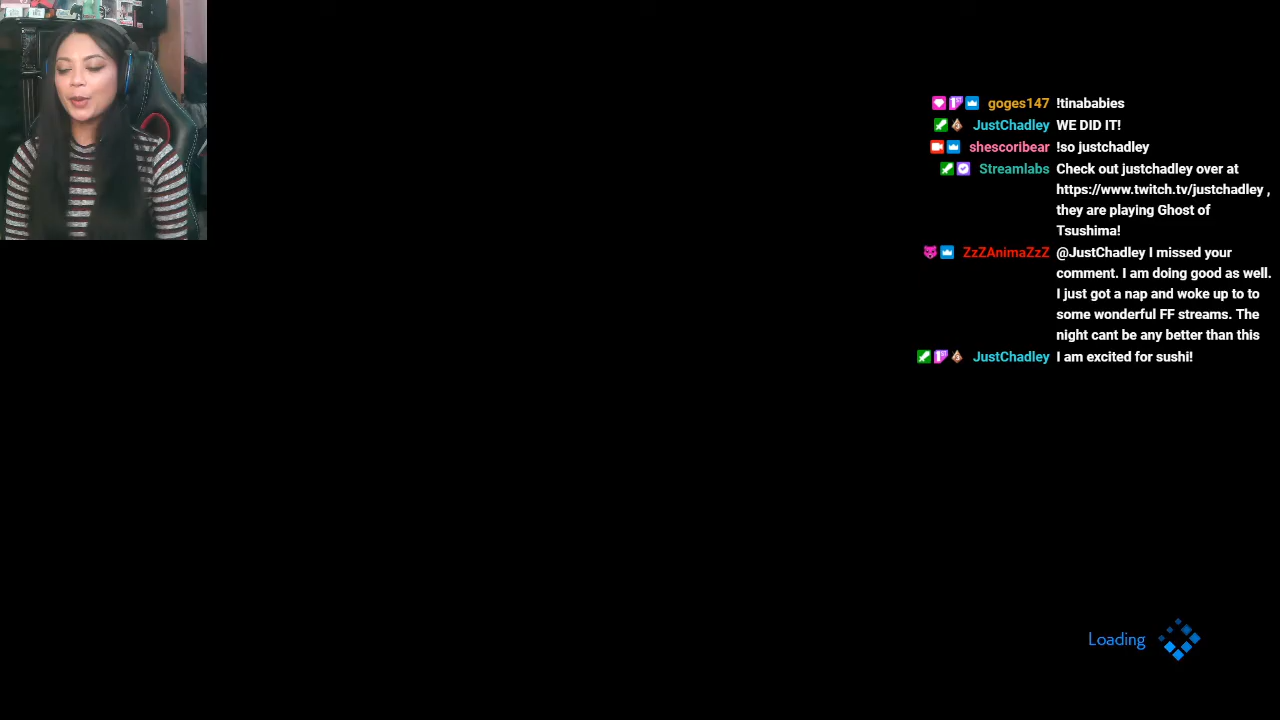 goges147 !tinababies
JustChadley WE DID IT!
shescoribear !so justchadley
Streamlabs Check out justchadley over at
https://www.twitch.tv/justchadley ,
they are playing Ghost of
Tsushima!
ZzZAnimaZzZ @JustChadley I missed your
comment. I am doing good as well.
I just got a nap and woke up to to
some wonderful FF streams. The
night cant be any better than this
JustChadley I am excited for sushi!
Loading